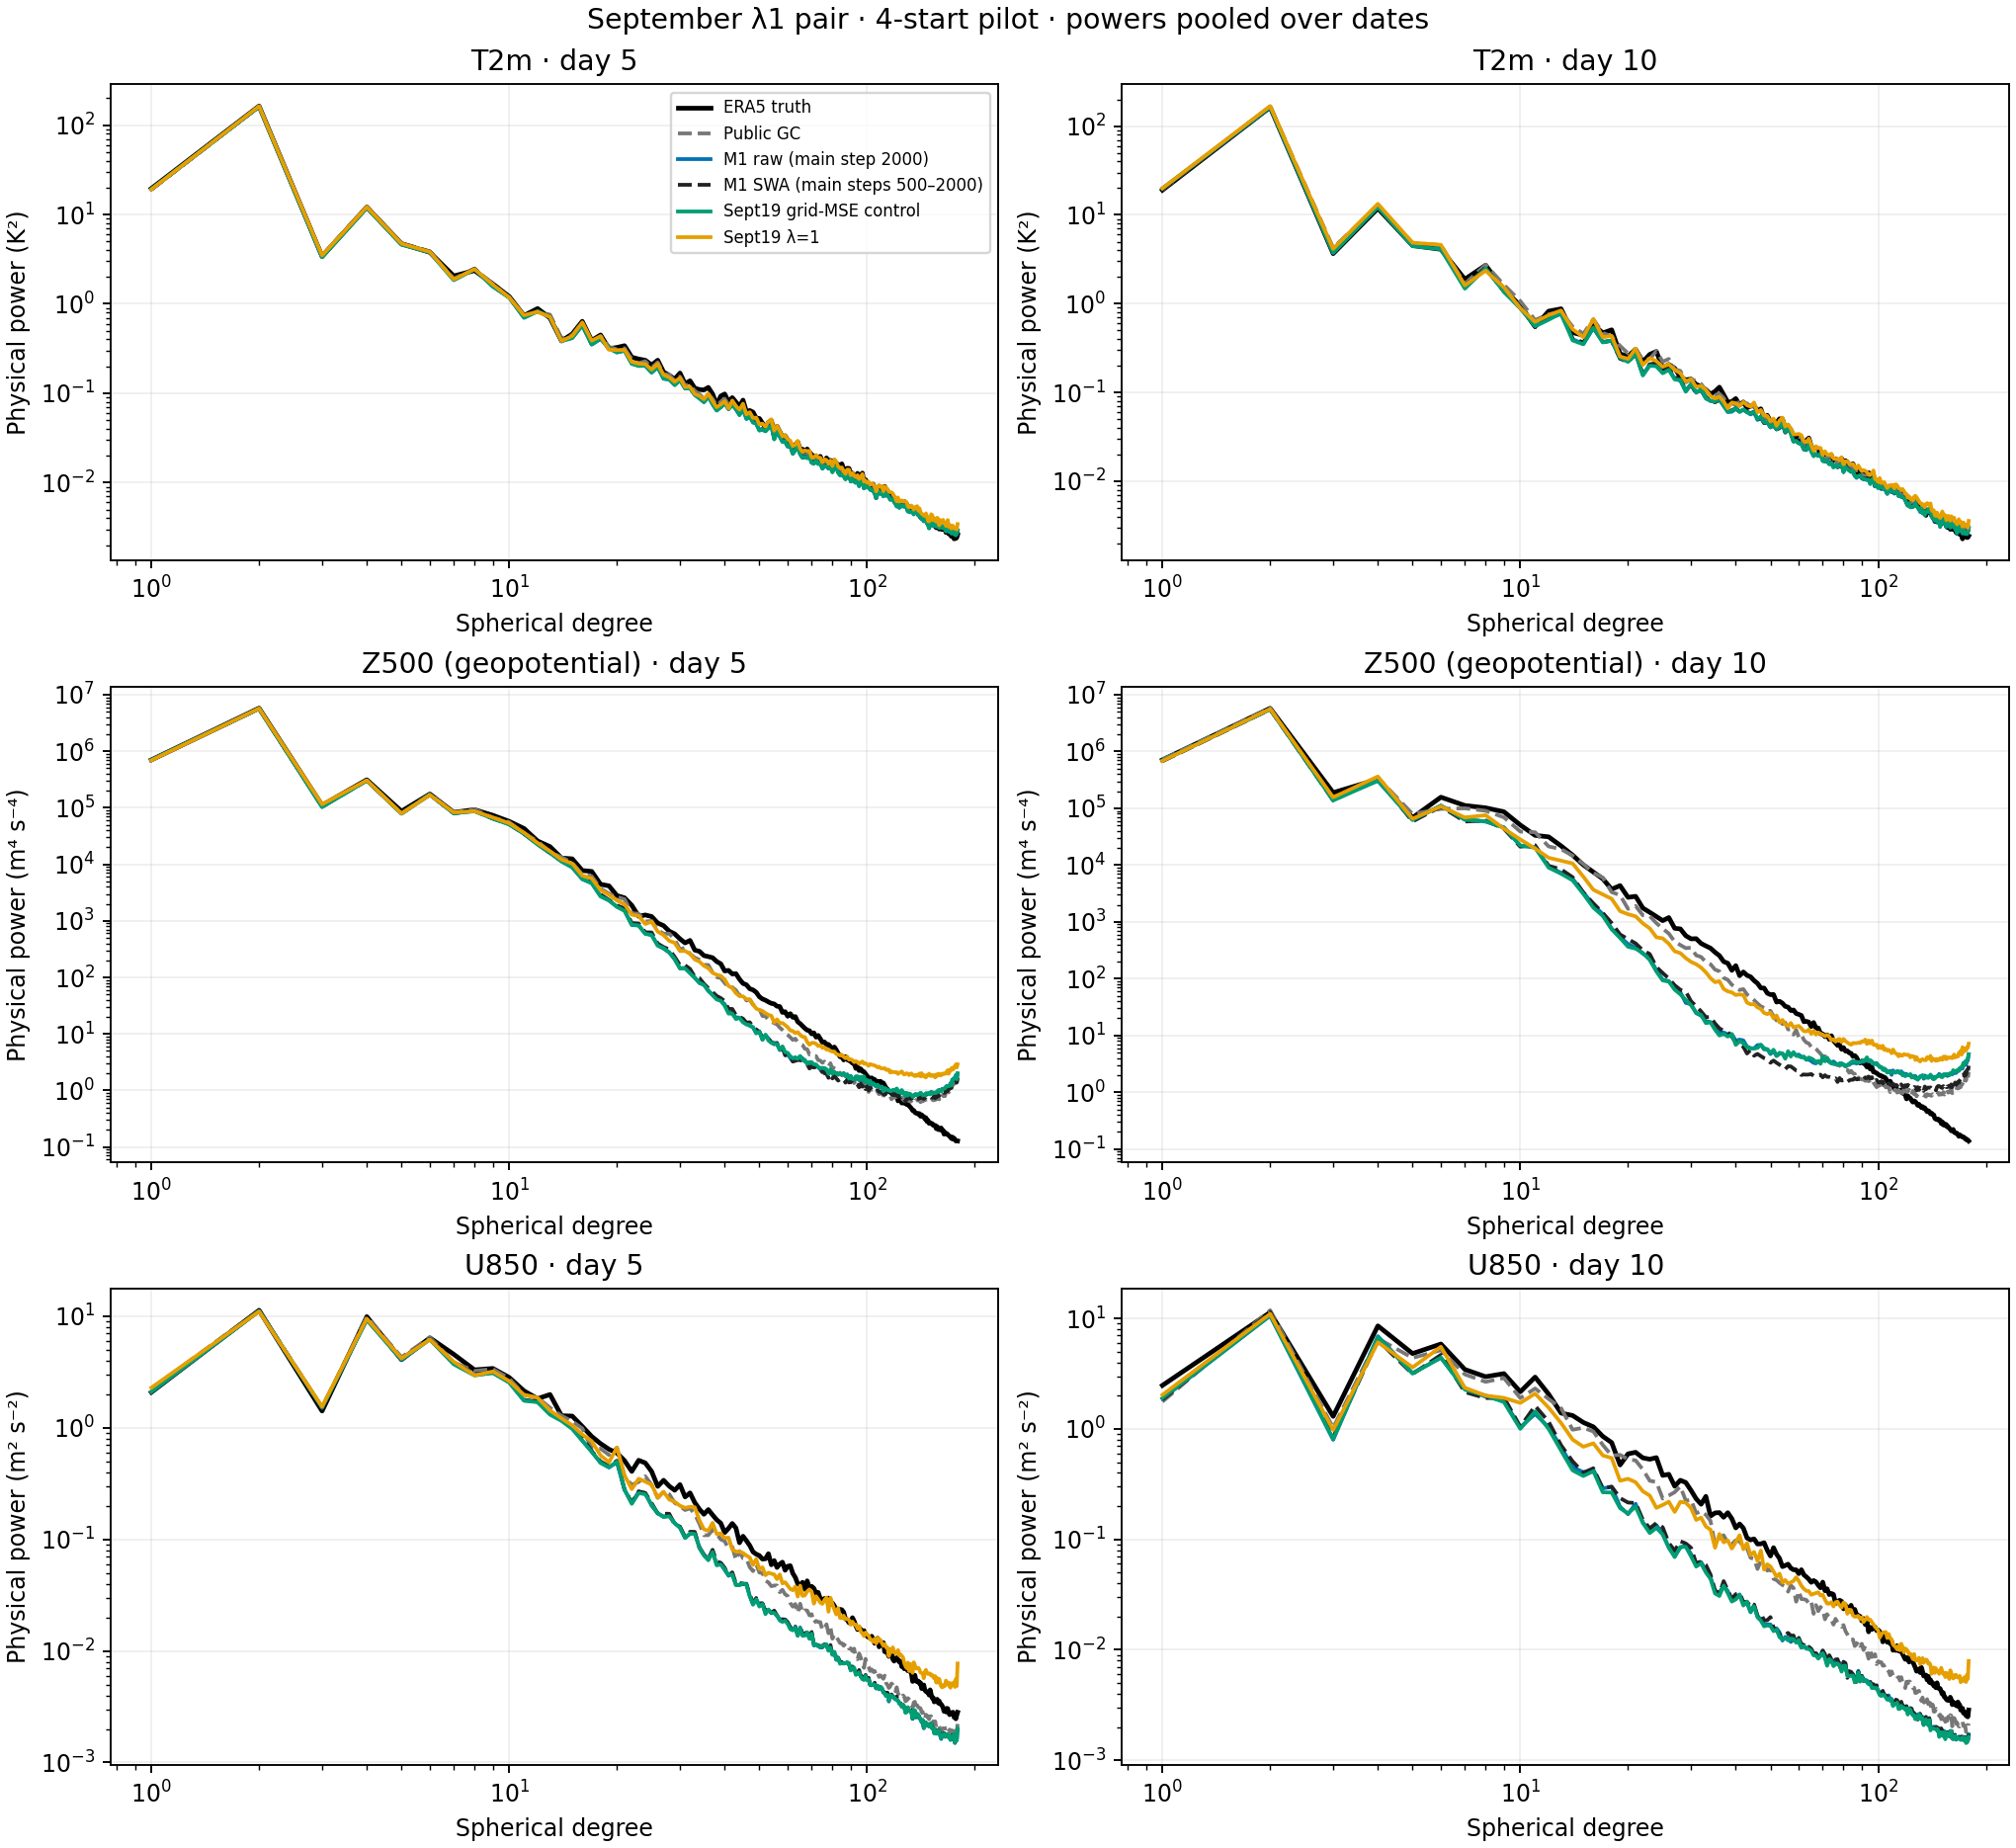 September λ1 pair · 4-start pilot · powers pooled over dates
T2m · day 5
Physical power (K²)
10²
10¹
10⁰
10⁻¹
10⁻²
ERA5 truth
Public GC
M1 raw (main step 2000)
M1 SWA (main steps 500–2000)
Sept19 grid-MSE control
Sept19 λ=1
10⁰
10¹
10²
Spherical degree
T2m · day 10
Physical power (K²)
10²
10¹
10⁰
10⁻¹
10⁻²
10⁰
10¹
10²
Spherical degree
Z500 (geopotential) · day 5
Physical power (m⁴ s⁻⁴)
10⁷
10⁶
10⁵
10⁴
10³
10²
10¹
10⁰
10⁻¹
10⁰
10¹
10²
Spherical degree
Z500 (geopotential) · day 10
Physical power (m⁴ s⁻⁴)
10⁷
10⁶
10⁵
10⁴
10³
10²
10¹
10⁰
10⁻¹
10⁰
10¹
10²
Spherical degree
U850 · day 5
Physical power (m² s⁻²)
10¹
10⁰
10⁻¹
10⁻²
10⁻³
10⁰
10¹
10²
Spherical degree
U850 · day 10
Physical power (m² s⁻²)
10¹
10⁰
10⁻¹
10⁻²
10⁻³
10⁰
10¹
10²
Spherical degree